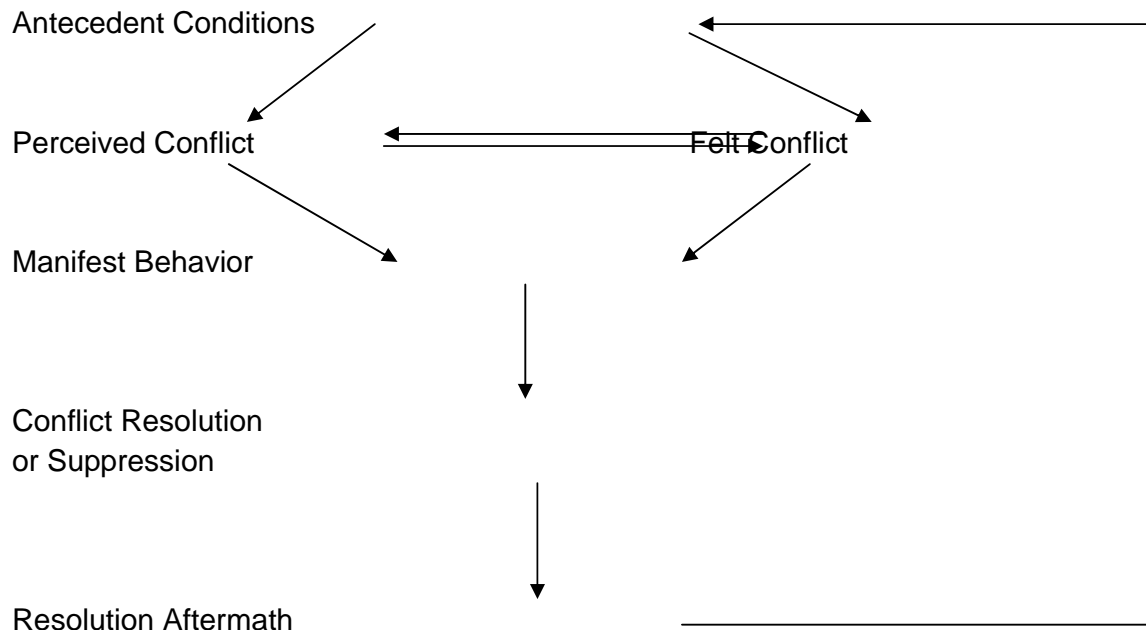 Antecedent Conditions
Perceived Conflict Felt Conflict
Manifest Behavior
Conflict Resolution
or Suppression
Resolution Aftermath